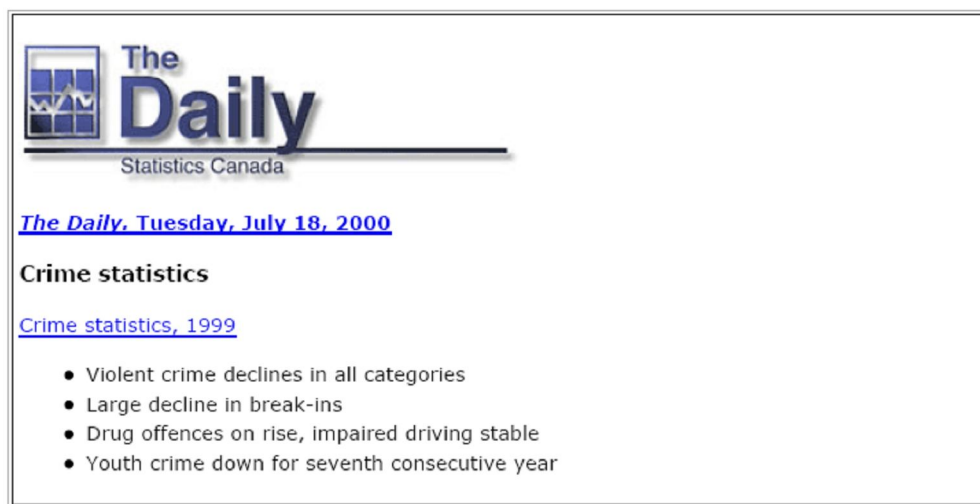 The
Daily
Statistics Canada
The Daily. Tuesday, July 18, 2000
Crime statistics
Crime statistics, 1999
• Violent crime declines in all categories
• Large decline in break-ins
• Drug offences on rise, impaired driving stable
• Youth crime down for seventh consecutive year